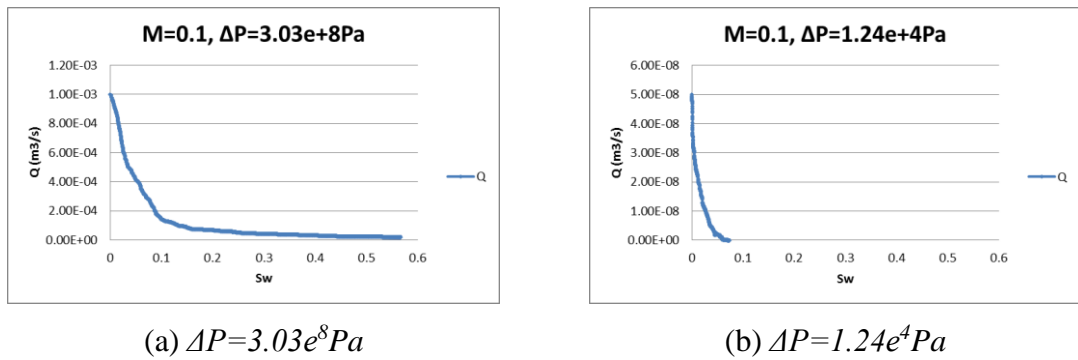 M=0.1, ΔP=3.03e+8Pa
Q (m3/s)
1.20E-03
1.00E-03
8.00E-04
6.00E-04
4.00E-04
2.00E-04
0.00E+00
0 0.1 0.2 0.3 0.4 0.5 0.6
Sw
Q
(a) ΔP=3.03e⁸Pa
M=0.1, ΔP=1.24e+4Pa
Q (m3/s)
6.00E-08
5.00E-08
4.00E-08
3.00E-08
2.00E-08
1.00E-08
0.00E+00
0 0.1 0.2 0.3 0.4 0.5 0.6
Sw
Q
(b) ΔP=1.24e⁴Pa